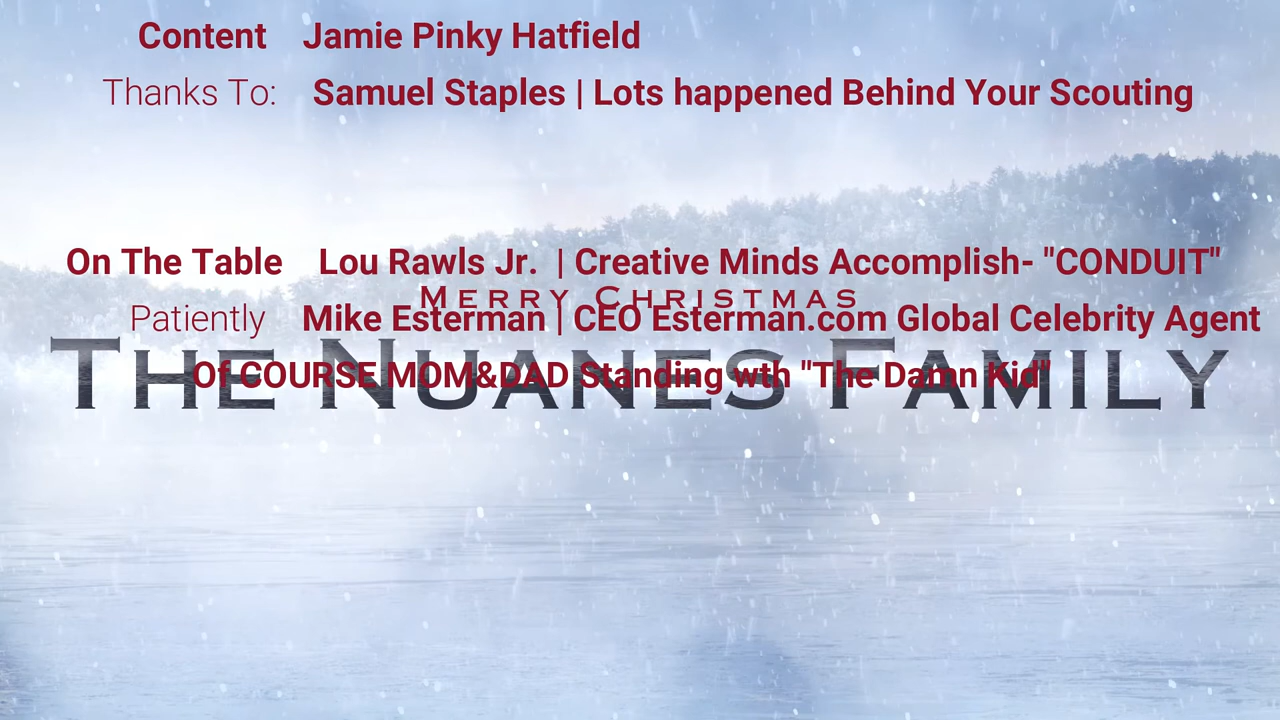 Content Jamie Pinky Hatfield
Thanks To: Samuel Staples | Lots happened Behind Your Scouting
On The Table Lou Rawls Jr. | Creative Minds Accomplish- "CONDUIT"
Merry Christmas
Patiently Mike Esterman | CEO Esterman.com Global Celebrity Agent
The Nuanes Family
Of COURSE MOM&DAD Standing wth "The Damn Kid"